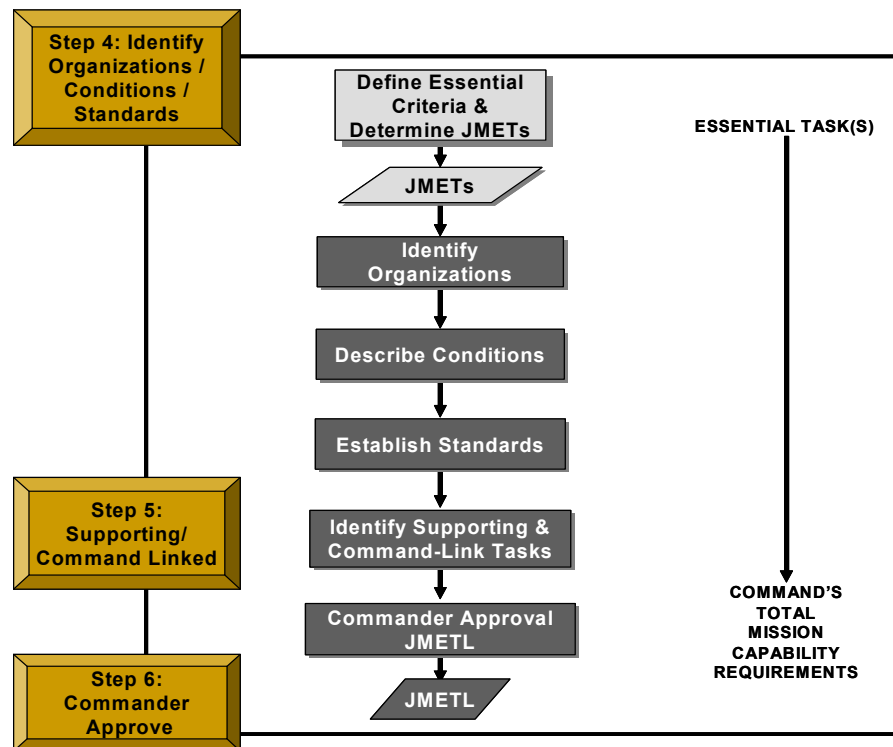 Step 4: Identify
Organizations /
Conditions /
Standards
Define Essential
Criteria &
Determine JMETs
JMETs
Identify
Organizations
Describe Conditions
Establish Standards
Identify Supporting &
Command-Link Tasks
Commander Approval
JMETL
JMETL
Step 5:
Supporting/
Command Linked
Step 6:
Commander
Approve
ESSENTIAL TASK(S)
COMMAND'S
TOTAL
MISSION
CAPABILITY
REQUIREMENTS